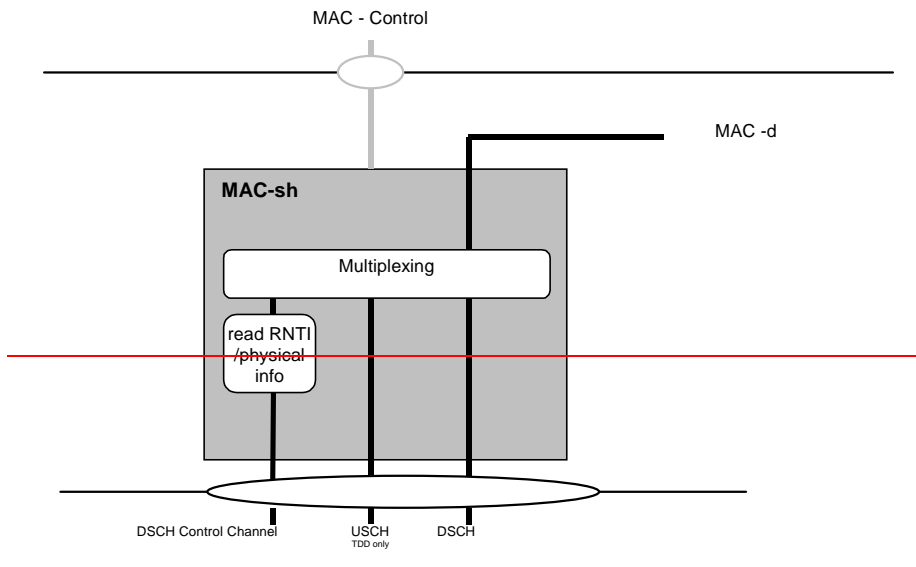 MAC - Control
MAC -d
MAC-sh
Multiplexing
read RNTI
/physical
info
DSCH Control Channel
USCH
TDD only
DSCH